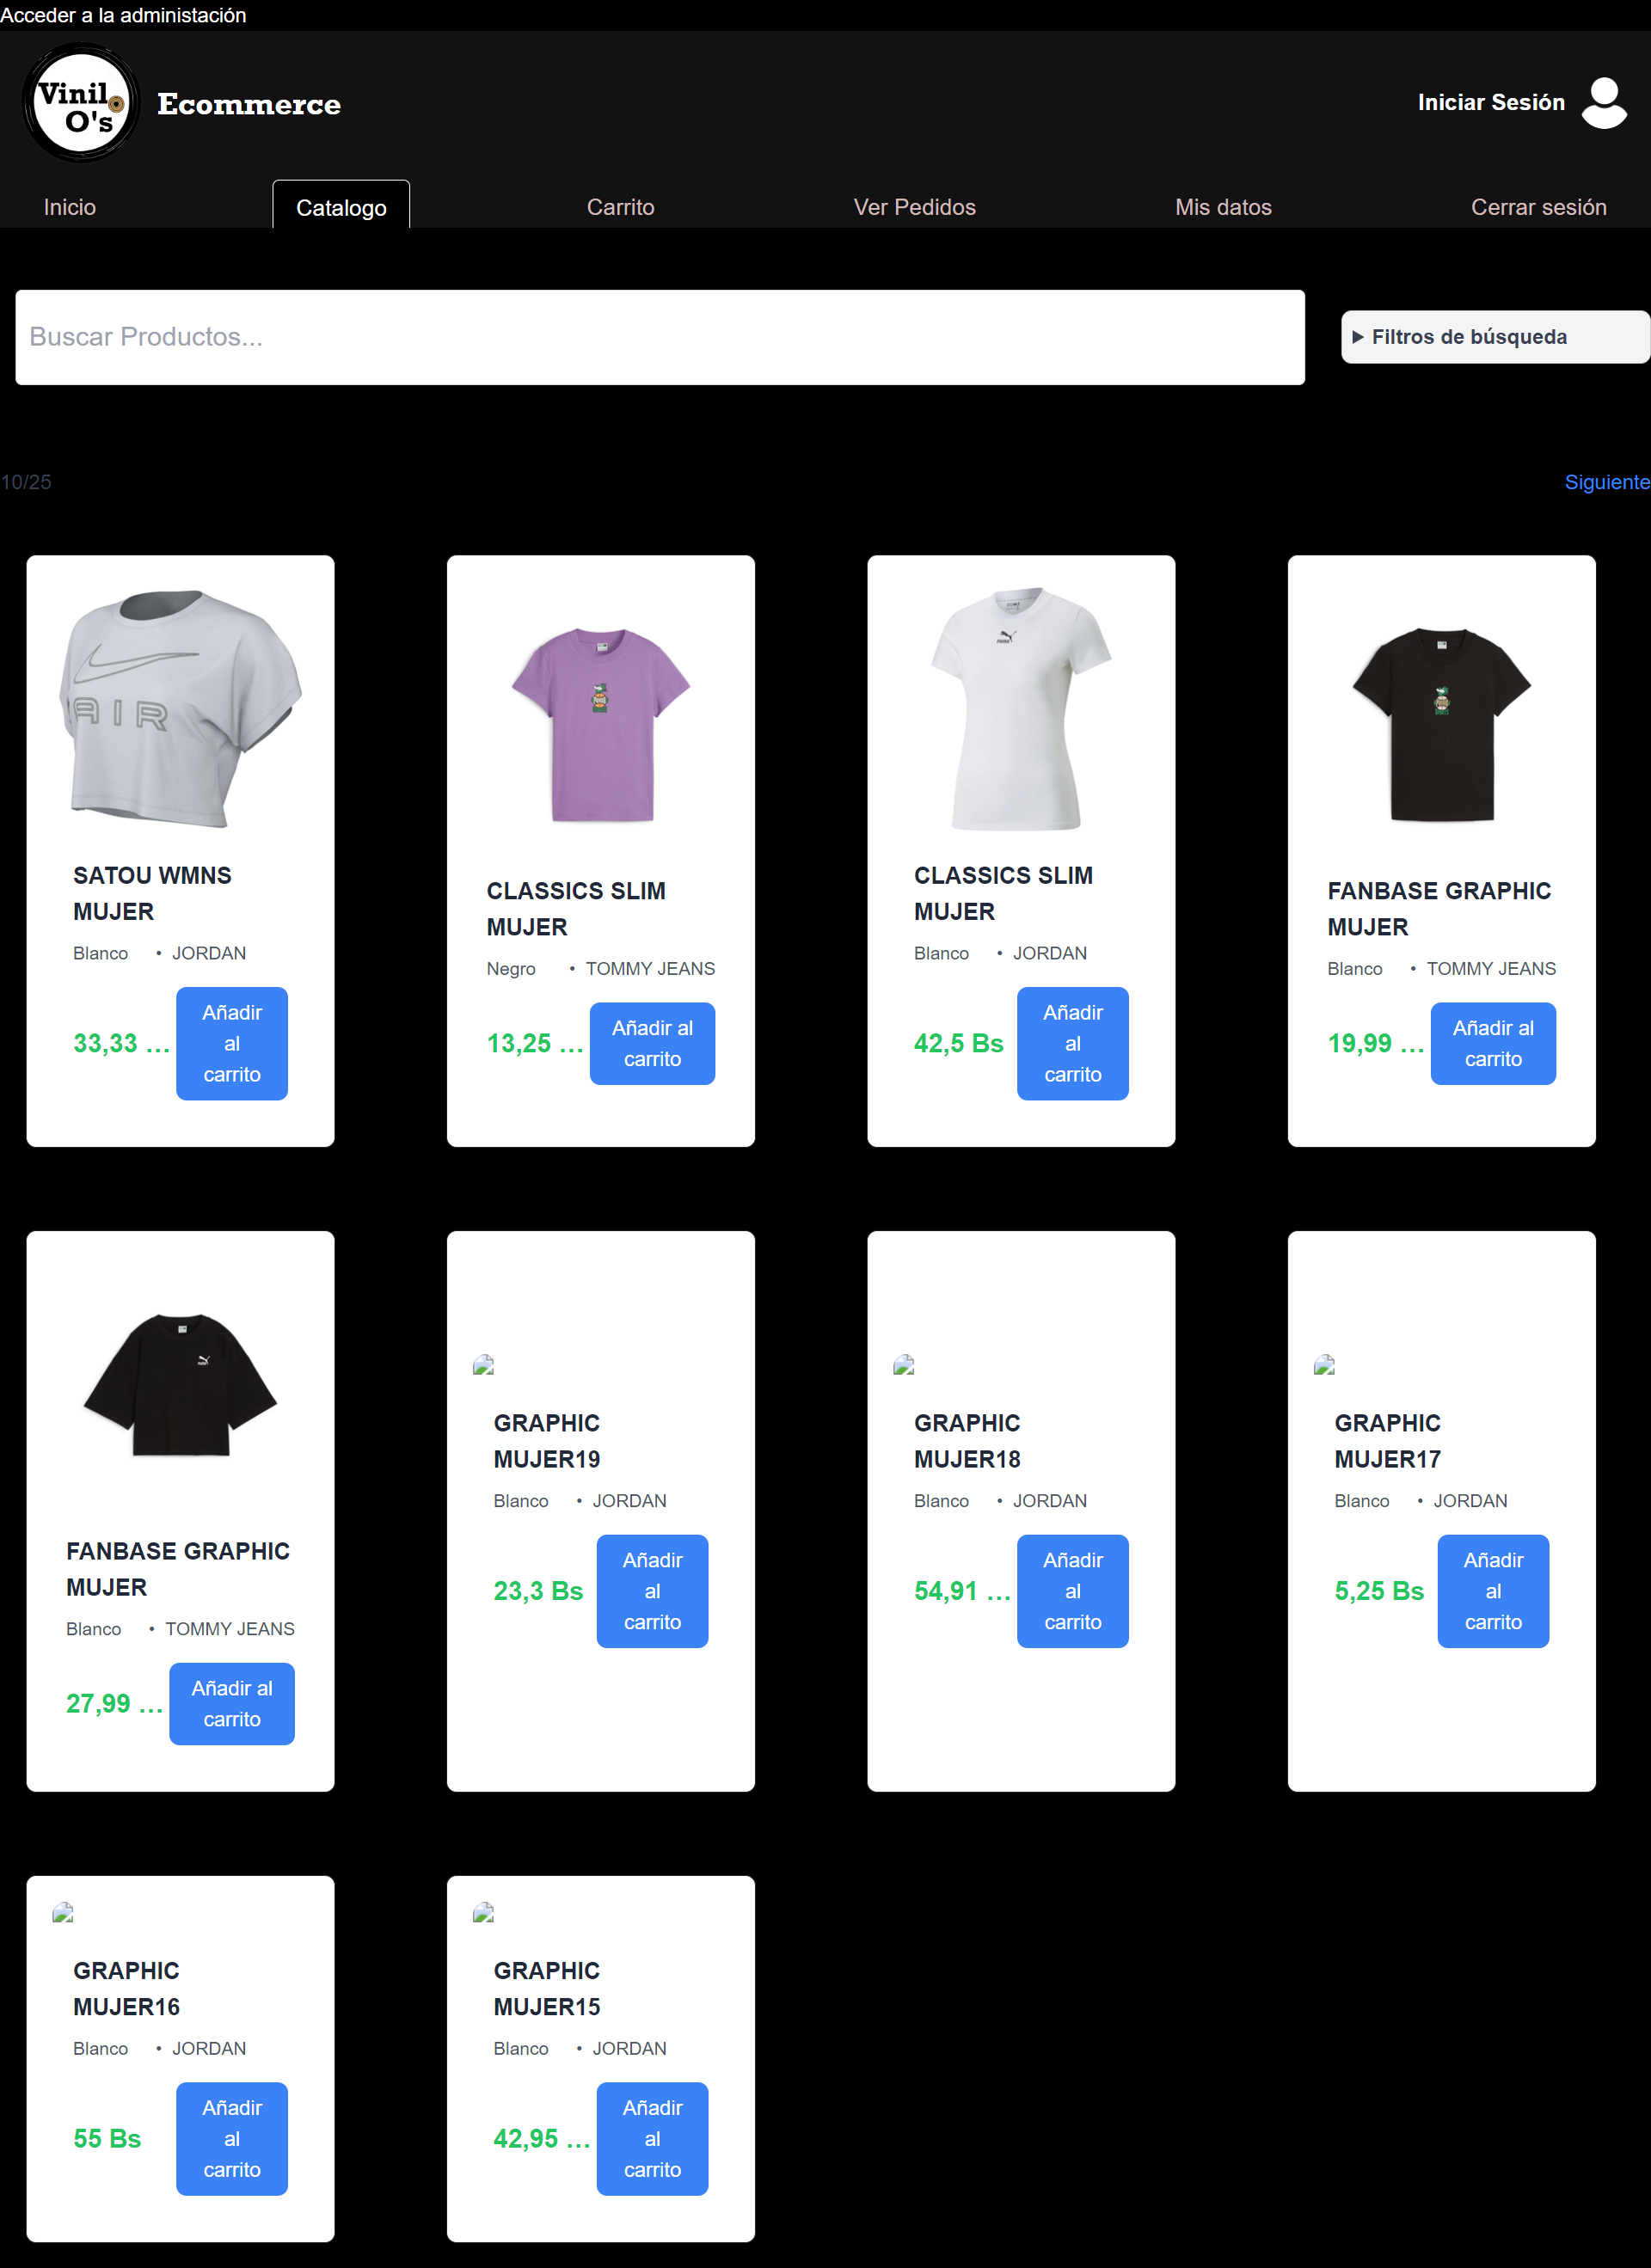 Acceder a la administación
Vinil
O's
Ecommerce
Iniciar Sesión
Inicio
Catalogo
Carrito
Ver Pedidos
Mis datos
Cerrar sesión
Buscar Productos...
Filtros de búsqueda
10/25
Siguiente
AIR
SATOU WMNS
MUJER
Blanco • JORDAN
33,33 ...
Añadir
al
carrito
CLASSICS SLIM
MUJER
Negro • TOMMY JEANS
13,25 ...
Añadir al
carrito
PUMA
CLASSICS SLIM
MUJER
Blanco • JORDAN
42,5 Bs
Añadir
al
carrito
FANBASE GRAPHIC
MUJER
Blanco • TOMMY JEANS
19,99 ...
Añadir al
carrito
FANBASE GRAPHIC
MUJER
Blanco • TOMMY JEANS
27,99 ...
Añadir al
carrito
GRAPHIC
MUJER19
Blanco • JORDAN
23,3 Bs
Añadir
al
carrito
GRAPHIC
MUJER18
Blanco • JORDAN
54,91 ...
Añadir
al
carrito
GRAPHIC
MUJER17
Blanco • JORDAN
5,25 Bs
Añadir
al
carrito
GRAPHIC
MUJER16
Blanco • JORDAN
55 Bs
Añadir
al
carrito
GRAPHIC
MUJER15
Blanco • JORDAN
42,95 ...
Añadir
al
carrito